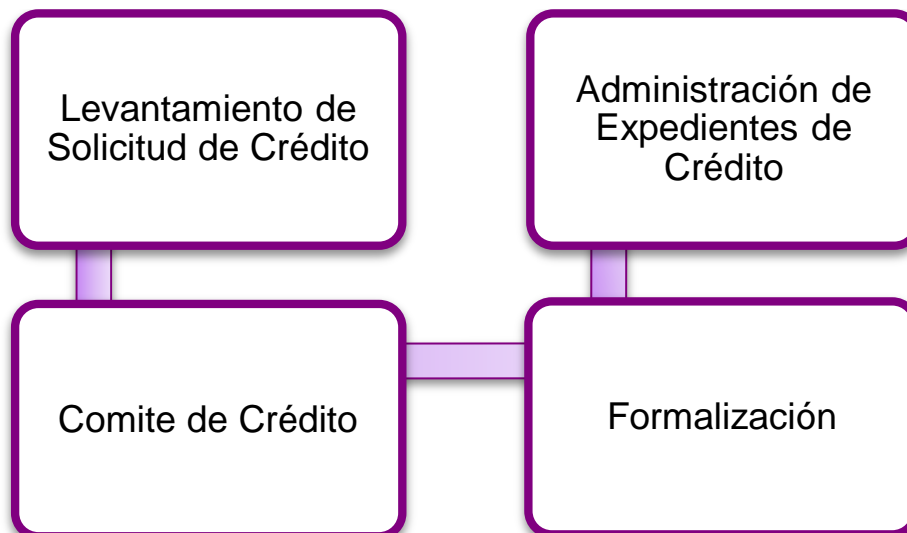 Levantamiento de
Solicitud de Crédito
Comite de Crédito
Formalización
Administración de
Expedientes de
Crédito